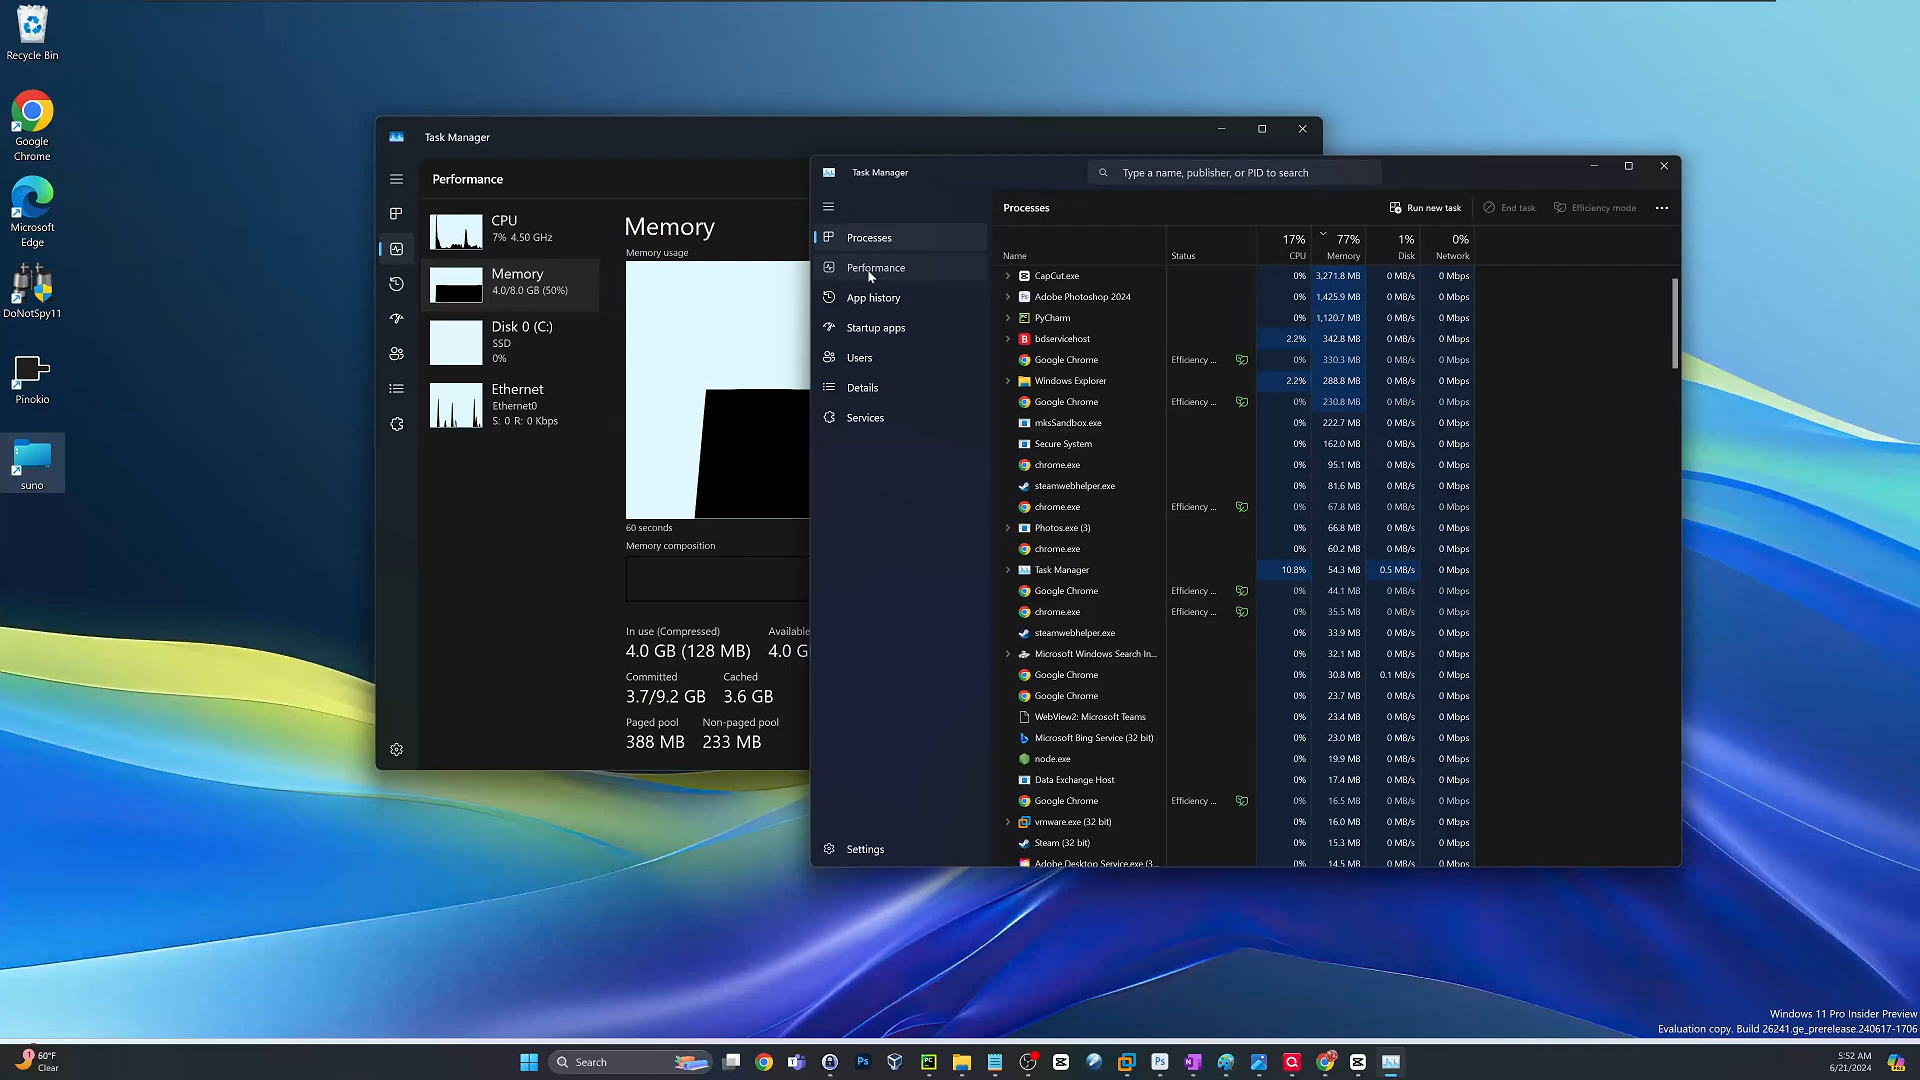 Recycle Bin
Google
Chrome
Microsoft
Edge
DoNotSpy11
Pinokio
suno
Task Manager
Performance
CPU
7% 4.50 GHz
Memory
4.0/8.0 GB (50%)
Disk 0 (C:)
SSD
0%
Ethernet
Ethernet0
S: 0 R: 0 Kbps
Memory
Memory usage
60 seconds
Memory composition
In use (Compressed)
Available
4.0 GB (128 MB)
4.0 G
Committed
Cached
3.7/9.2 GB
3.6 GB
Paged pool
Non-paged pool
388 MB
233 MB
Task Manager
Type a name, publisher, or PID to search
Processes
Performance
App history
Startup apps
Users
Details
Services
Settings
Processes
Run new task
End task
Efficiency mode
17% 77% 1% 0%
Name Status CPU Memory Disk Network
CapCut.exe 0% 3,271.8 MB 0 MB/s 0 Mbps
Adobe Photoshop 2024 0% 1,425.9 MB 0 MB/s 0 Mbps
PyCharm 0% 1,120.7 MB 0 MB/s 0 Mbps
bdservicehost 2.2% 342.8 MB 0 MB/s 0 Mbps
Google Chrome Efficiency ... 0% 330.3 MB 0 MB/s 0 Mbps
Windows Explorer 2.2% 288.8 MB 0 MB/s 0 Mbps
Google Chrome Efficiency ... 0% 230.8 MB 0 MB/s 0 Mbps
mksSandbox.exe 0% 222.7 MB 0 MB/s 0 Mbps
Secure System 0% 162.0 MB 0 MB/s 0 Mbps
chrome.exe 0% 95.1 MB 0 MB/s 0 Mbps
steamwebhelper.exe 0% 81.6 MB 0 MB/s 0 Mbps
chrome.exe Efficiency ... 0% 67.8 MB 0 MB/s 0 Mbps
Photos.exe (3) 0% 66.8 MB 0 MB/s 0 Mbps
chrome.exe 0% 60.2 MB 0 MB/s 0 Mbps
Task Manager 10.8% 54.3 MB 0.5 MB/s 0 Mbps
Google Chrome Efficiency ... 0% 44.1 MB 0 MB/s 0 Mbps
chrome.exe Efficiency ... 0% 35.5 MB 0 MB/s 0 Mbps
steamwebhelper.exe 0% 33.9 MB 0 MB/s 0 Mbps
Microsoft Windows Search In... 0% 32.1 MB 0 MB/s 0 Mbps
Google Chrome 0% 30.8 MB 0.1 MB/s 0 Mbps
Google Chrome 0% 23.7 MB 0 MB/s 0 Mbps
WebView2: Microsoft Teams 0% 23.4 MB 0 MB/s 0 Mbps
Microsoft Bing Service (32 bit) 0% 23.0 MB 0 MB/s 0 Mbps
node.exe 0% 19.9 MB 0 MB/s 0 Mbps
Data Exchange Host 0% 17.4 MB 0 MB/s 0 Mbps
Google Chrome Efficiency ... 0% 16.5 MB 0 MB/s 0 Mbps
vmware.exe (32 bit) 0% 16.0 MB 0 MB/s 0 Mbps
Steam (32 bit) 0% 15.3 MB 0 MB/s 0 Mbps
Adobe Desktop Service.exe (3... 0% 14.5 MB 0 MB/s 0 Mbps
Windows 11 Pro Insider Preview
Evaluation copy. Build 26241.ge_prerelease.240617-1706
1
60°F
Clear
Search
5:52 AM
6/21/2024